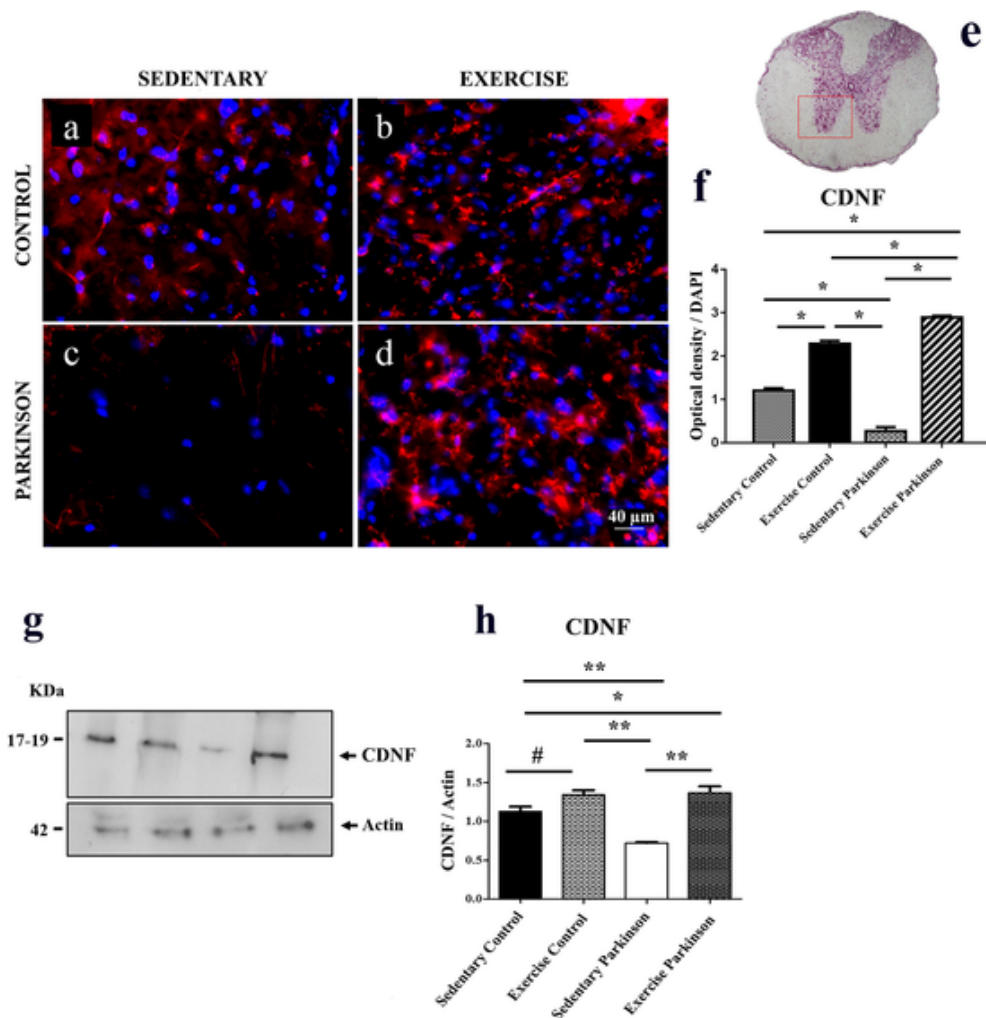 e
SEDENTARY
EXERCISE
CONTROL
a
b
PARKINSON
c
d
40 µm
f
CDNF
*
*
*
*
*
*
Optical density / DAPI
4
3
2
1
0
Sedentary Control
Exercise Control
Sedentary Parkinson
Exercise Parkinson
g
KDa
17-19
CDNF
42
Actin
h
CDNF
**
*
**
#
**
CDNF / Actin
2.0
1.5
1.0
0.5
0.0
Sedentary Control
Exercise Control
Sedentary Parkinson
Exercise Parkinson